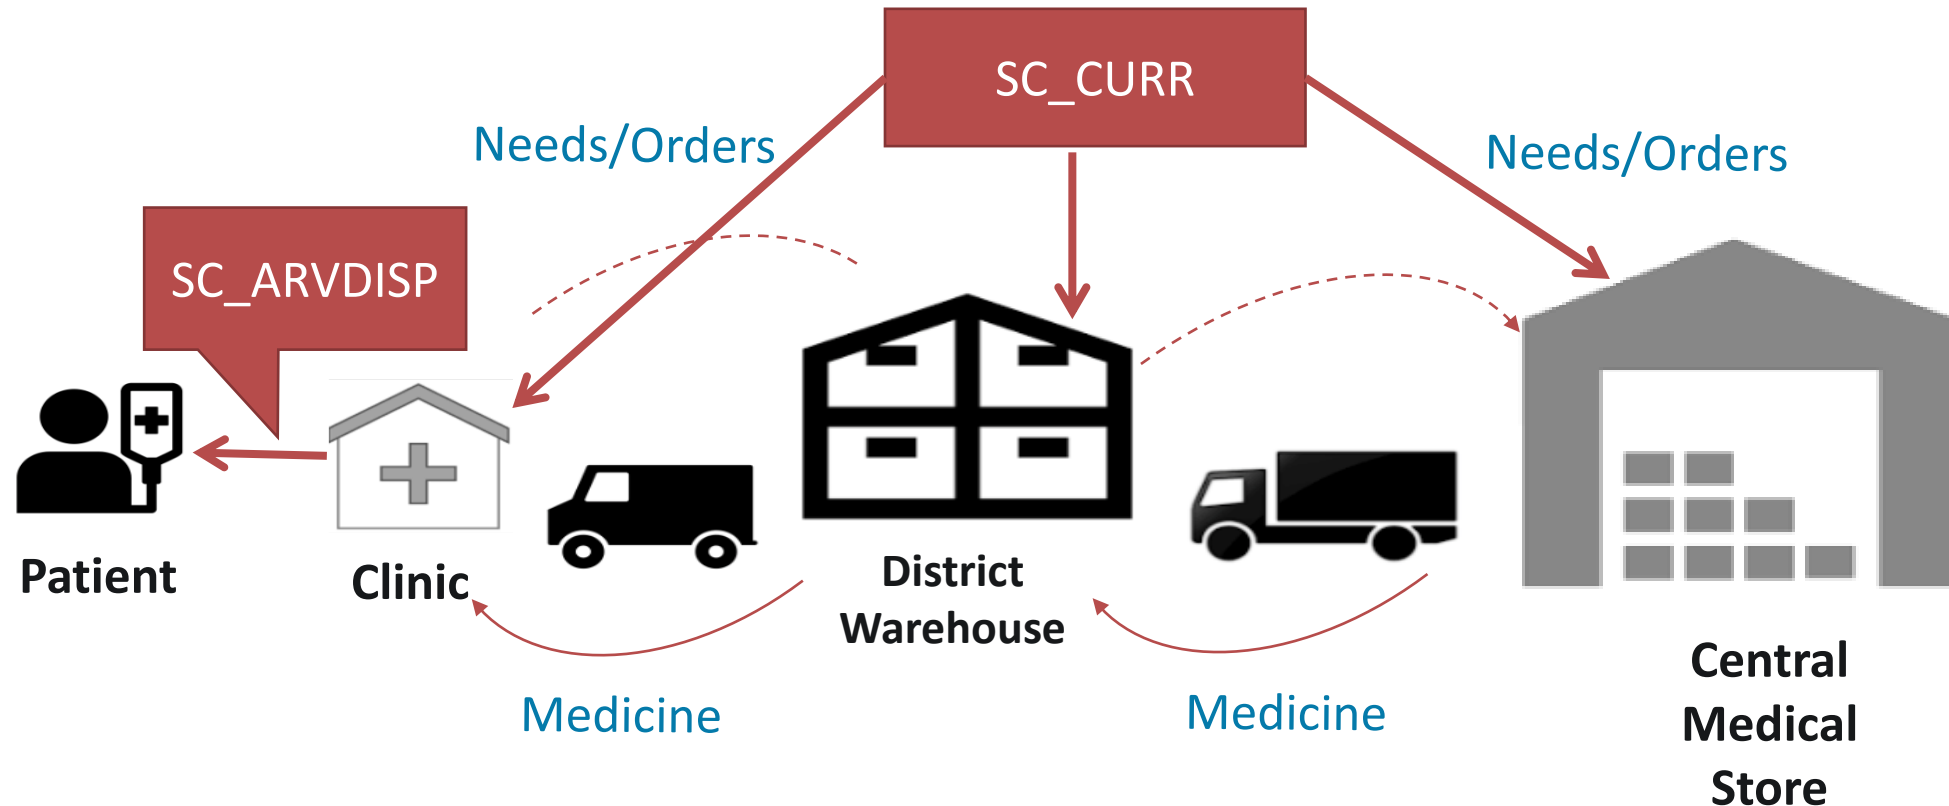 SC_CURR
Needs/Orders
Needs/Orders
SC_ARVDISP
Patient
Clinic
District
Warehouse
Medicine
Medicine
Central
Medical
Store